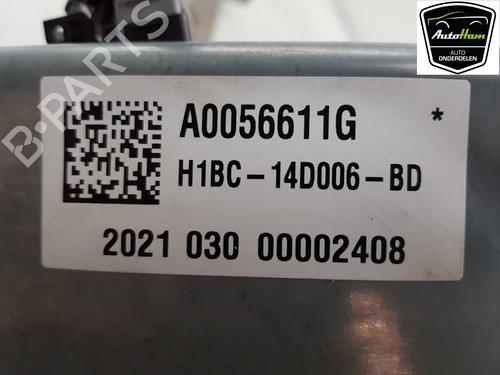 AutoHam
AUTO
ONDERDELEN
B-PARTS
A0056611G *
H1BC-14D006-BD
2021 030 00002408